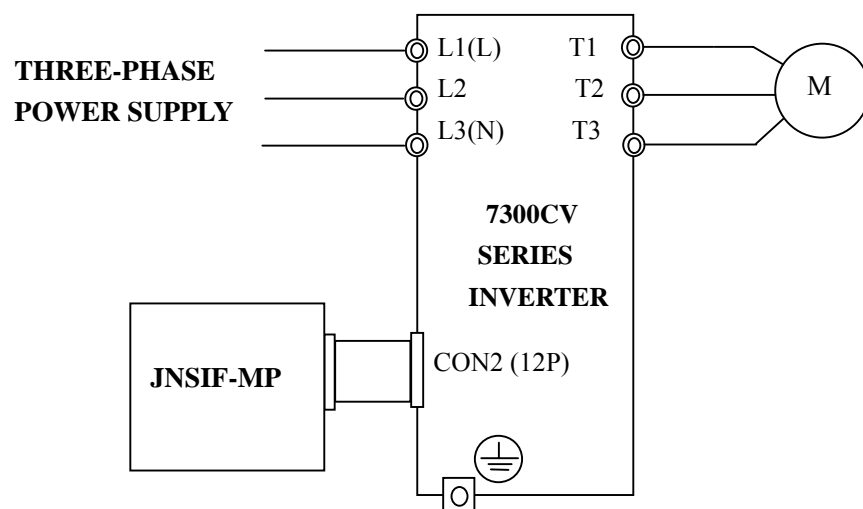 THREE-PHASE
POWER SUPPLY
L1(L)
L2
L3(N)
T1
T2
T3
M
7300CV
SERIES
INVERTER
JNSIF-MP
CON2 (12P)